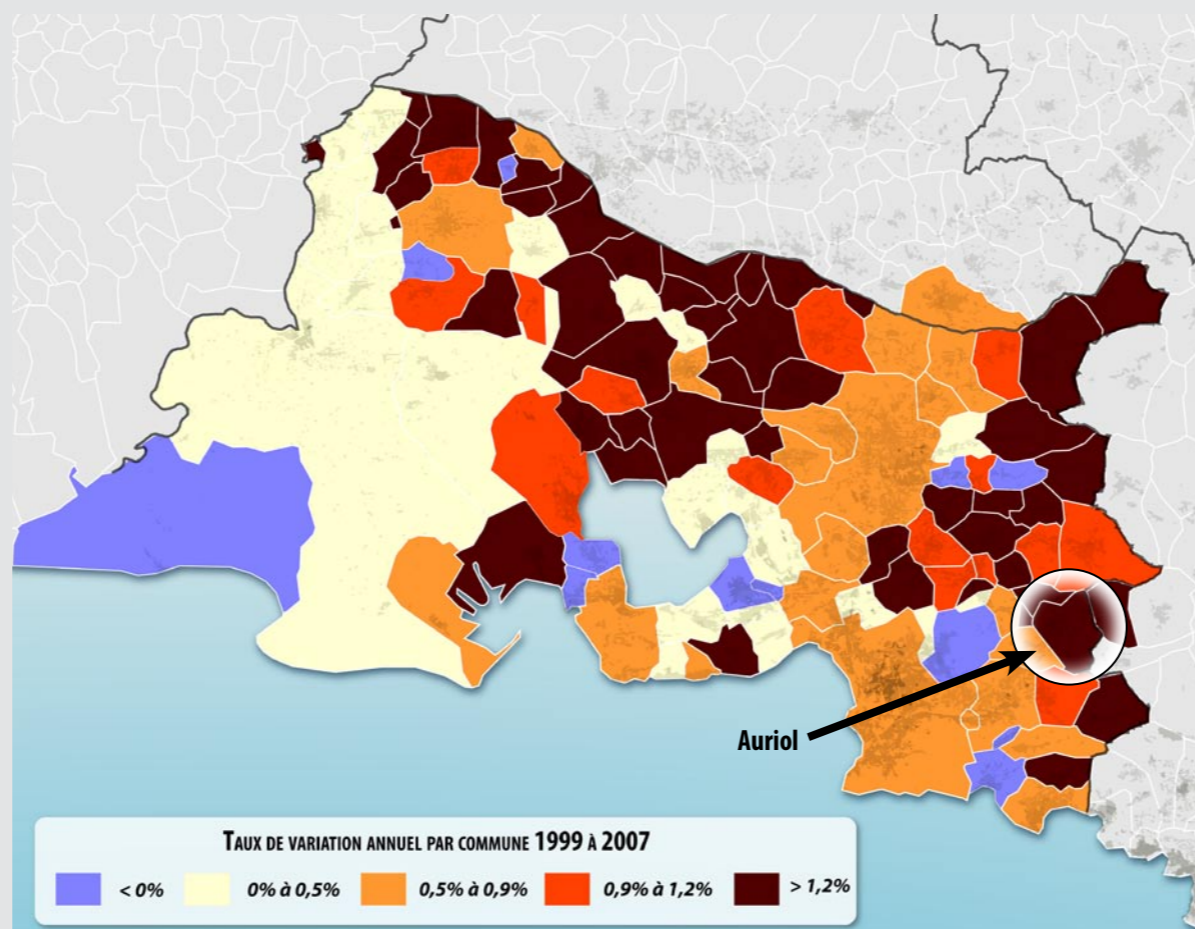 Auriol
TAUX DE VARIATION ANNUEL PAR COMMUNE 1999 À 2007
< 0%
0% à 0,5%
0,5% à 0,9%
0,9% à 1,2%
> 1,2%